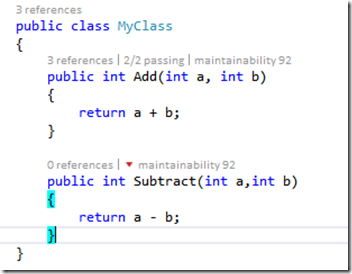 3 references
public class MyClass
{
3 references | 2/2 passing | maintainability 92
public int Add(int a, int b)
{
return a + b;
}
0 references | ▼ maintainability 92
public int Subtract(int a,int b)
{
return a - b;
}
}